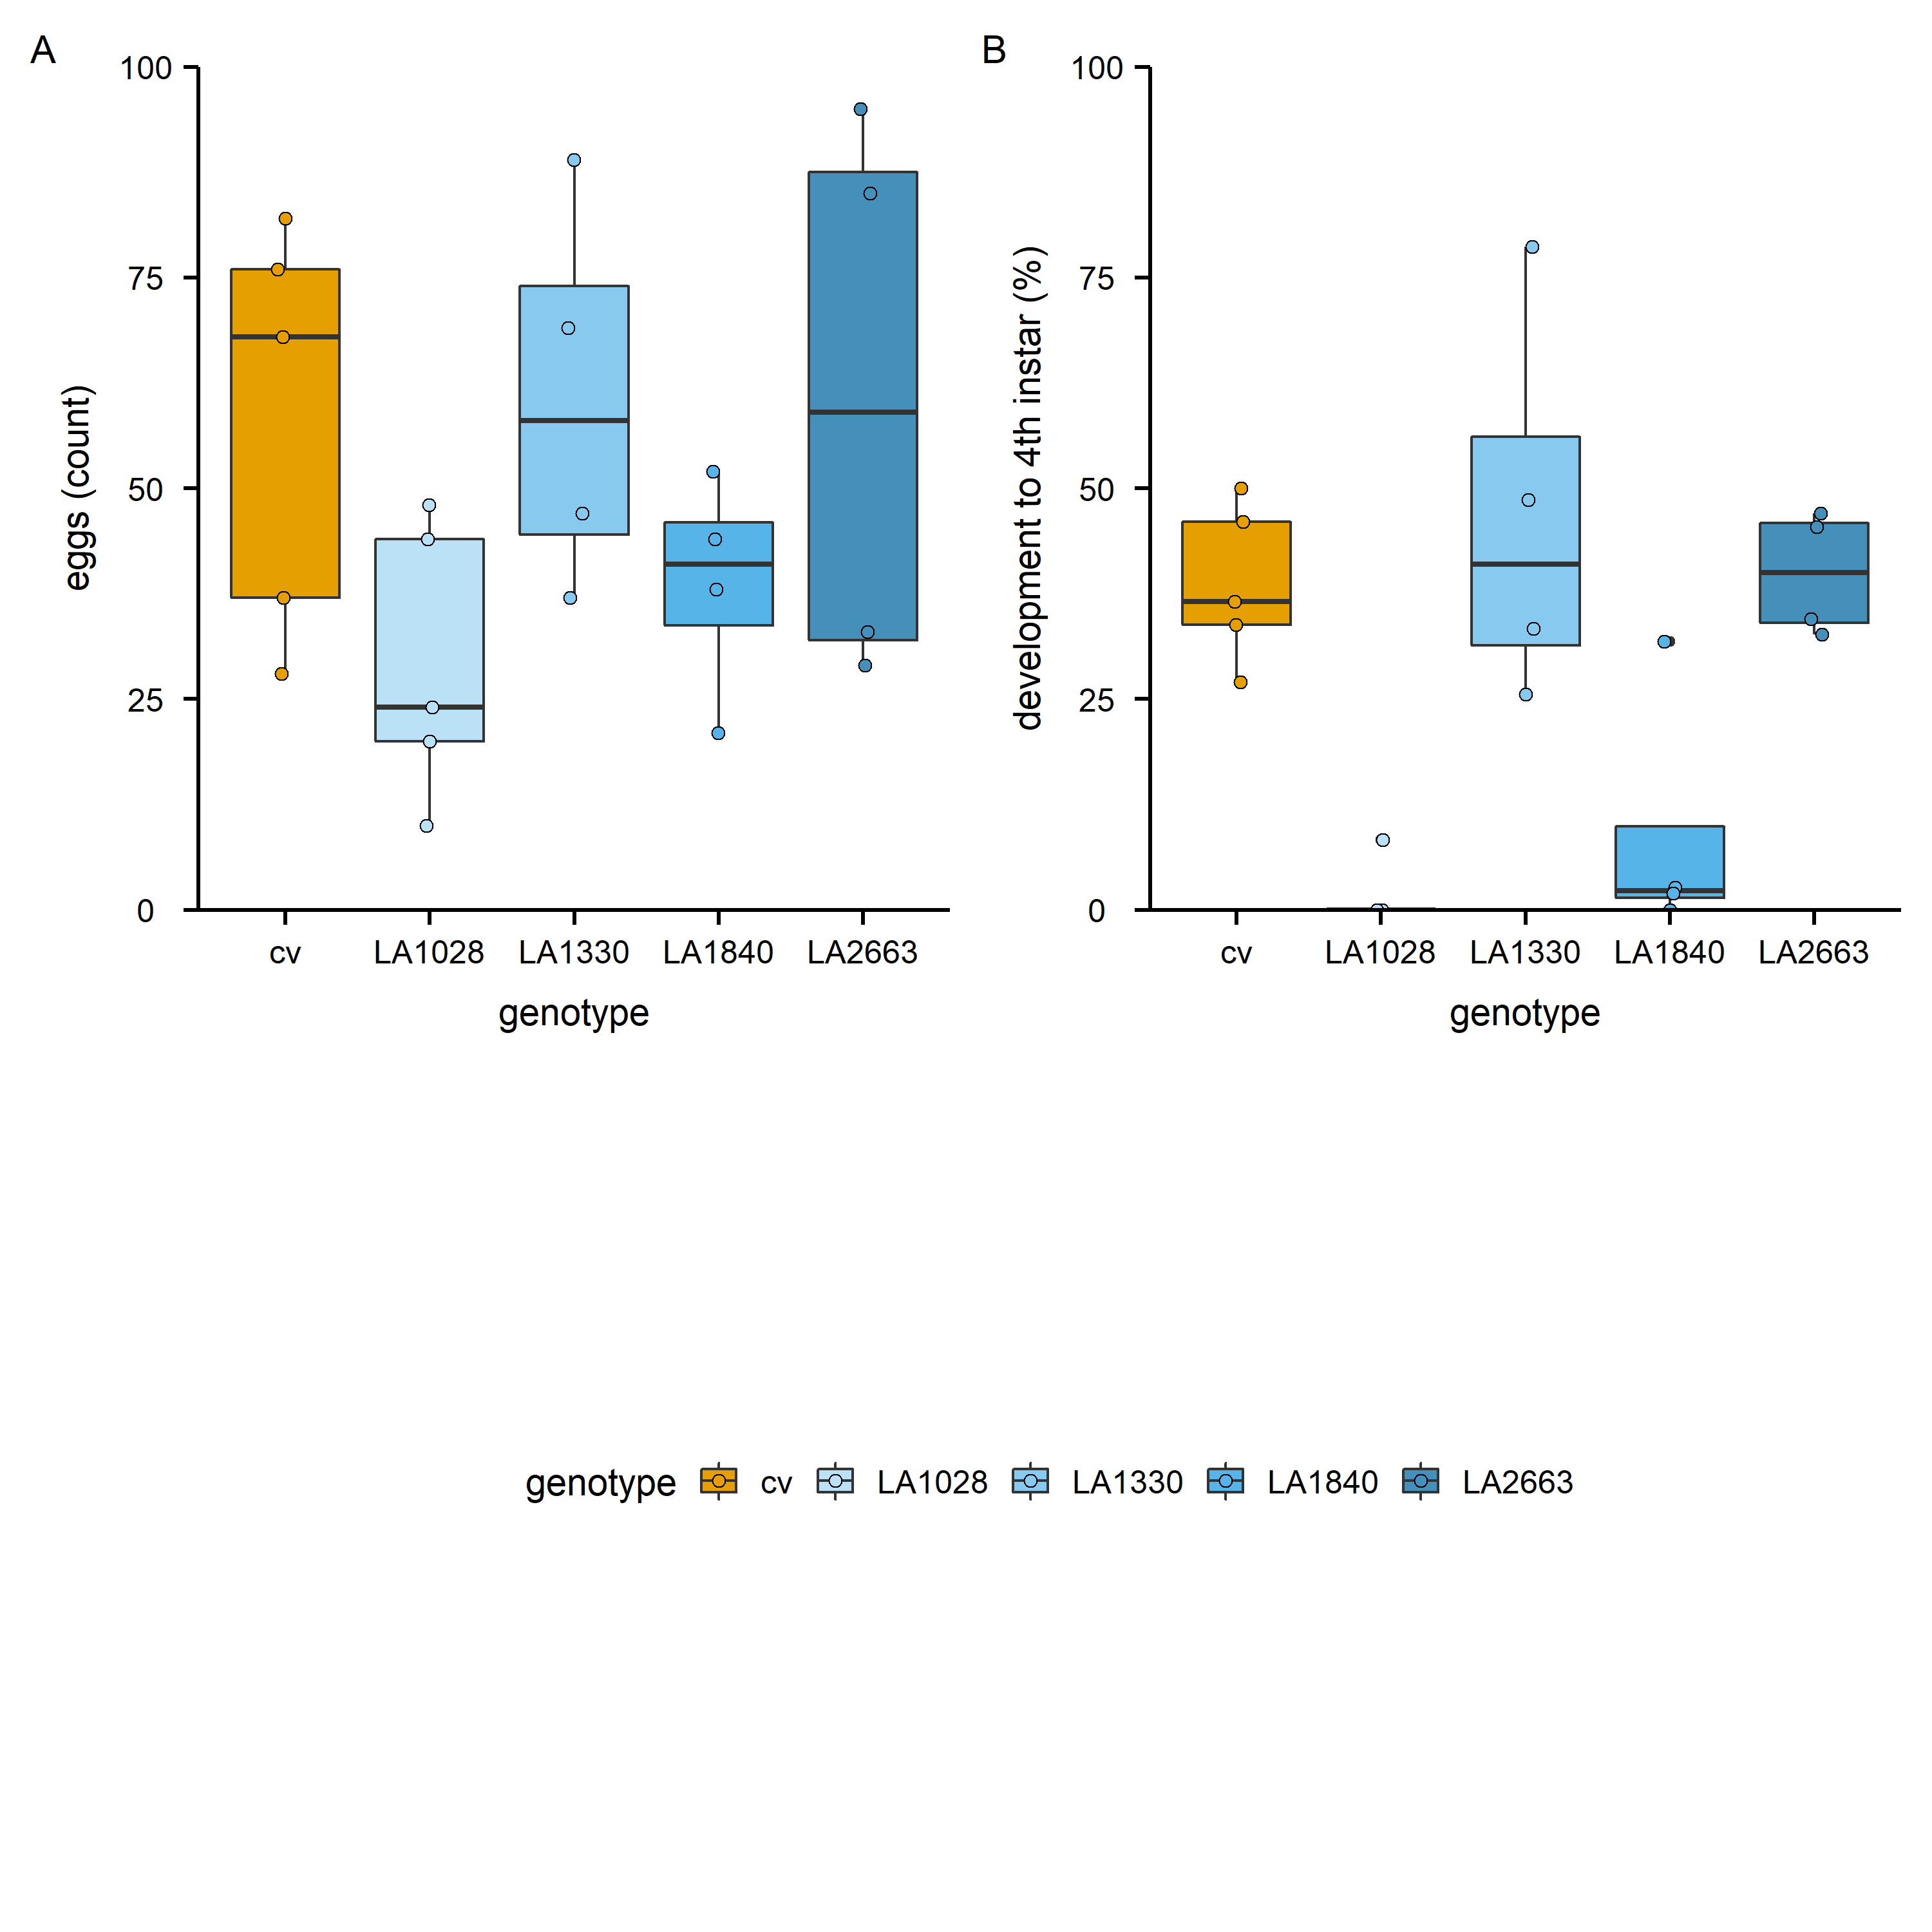 A
100
75
50
25
0
eggs (count)
cv LA1028 LA1330 LA1840 LA2663
genotype
B
100
75
50
25
0
development to 4th instar (%)
cv LA1028 LA1330 LA1840 LA2663
genotype
genotype cv LA1028 LA1330 LA1840 LA2663